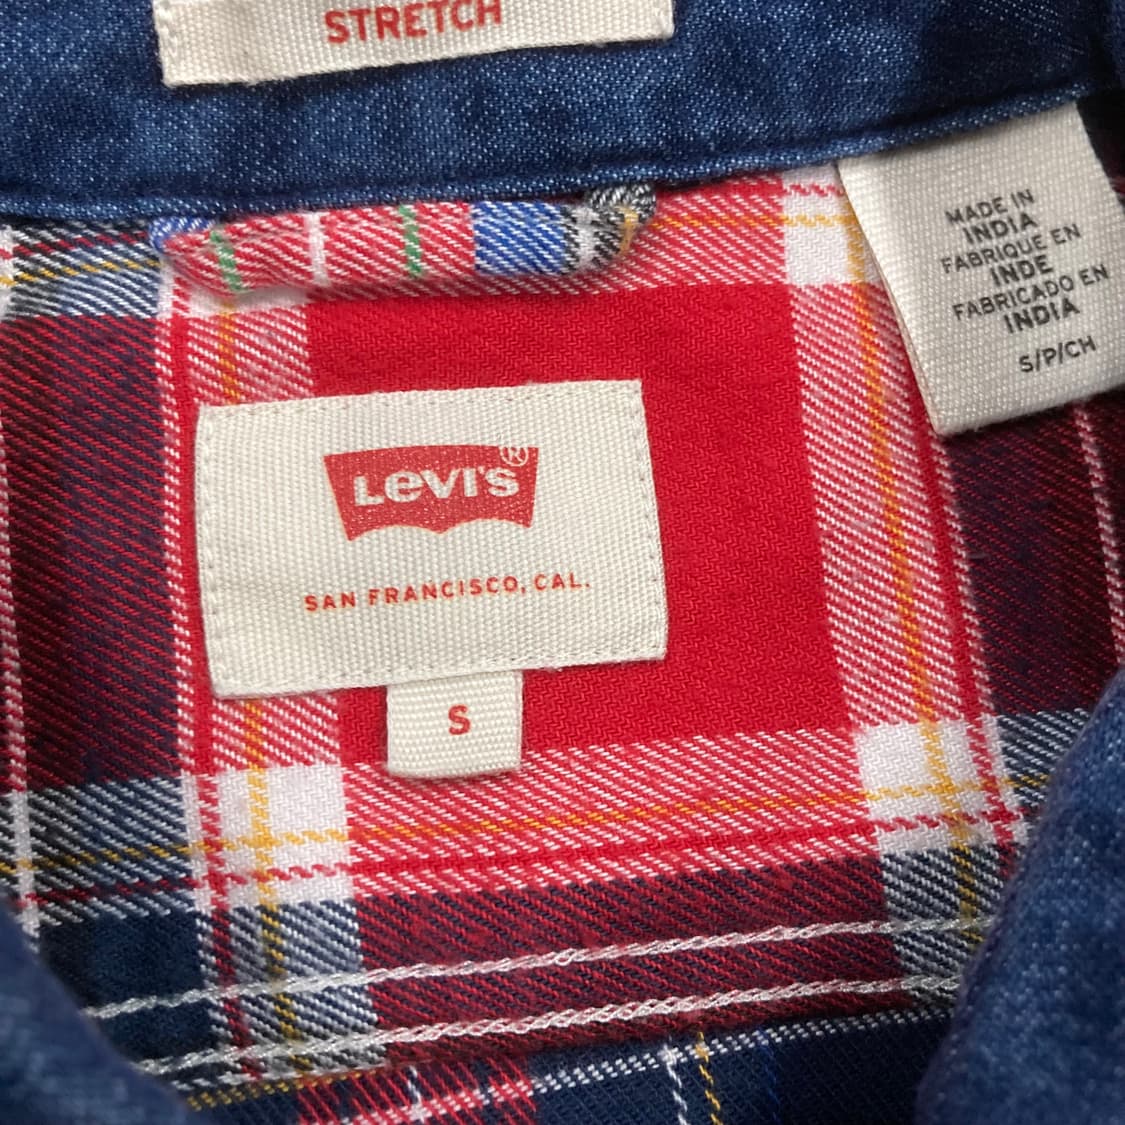 STRETCH
MADE IN
INDIA
FABRIQUE EN
INDE
FABRICADO EN
INDIA
S/P/CH
Levi's®
SAN FRANCISCO, CAL.
S